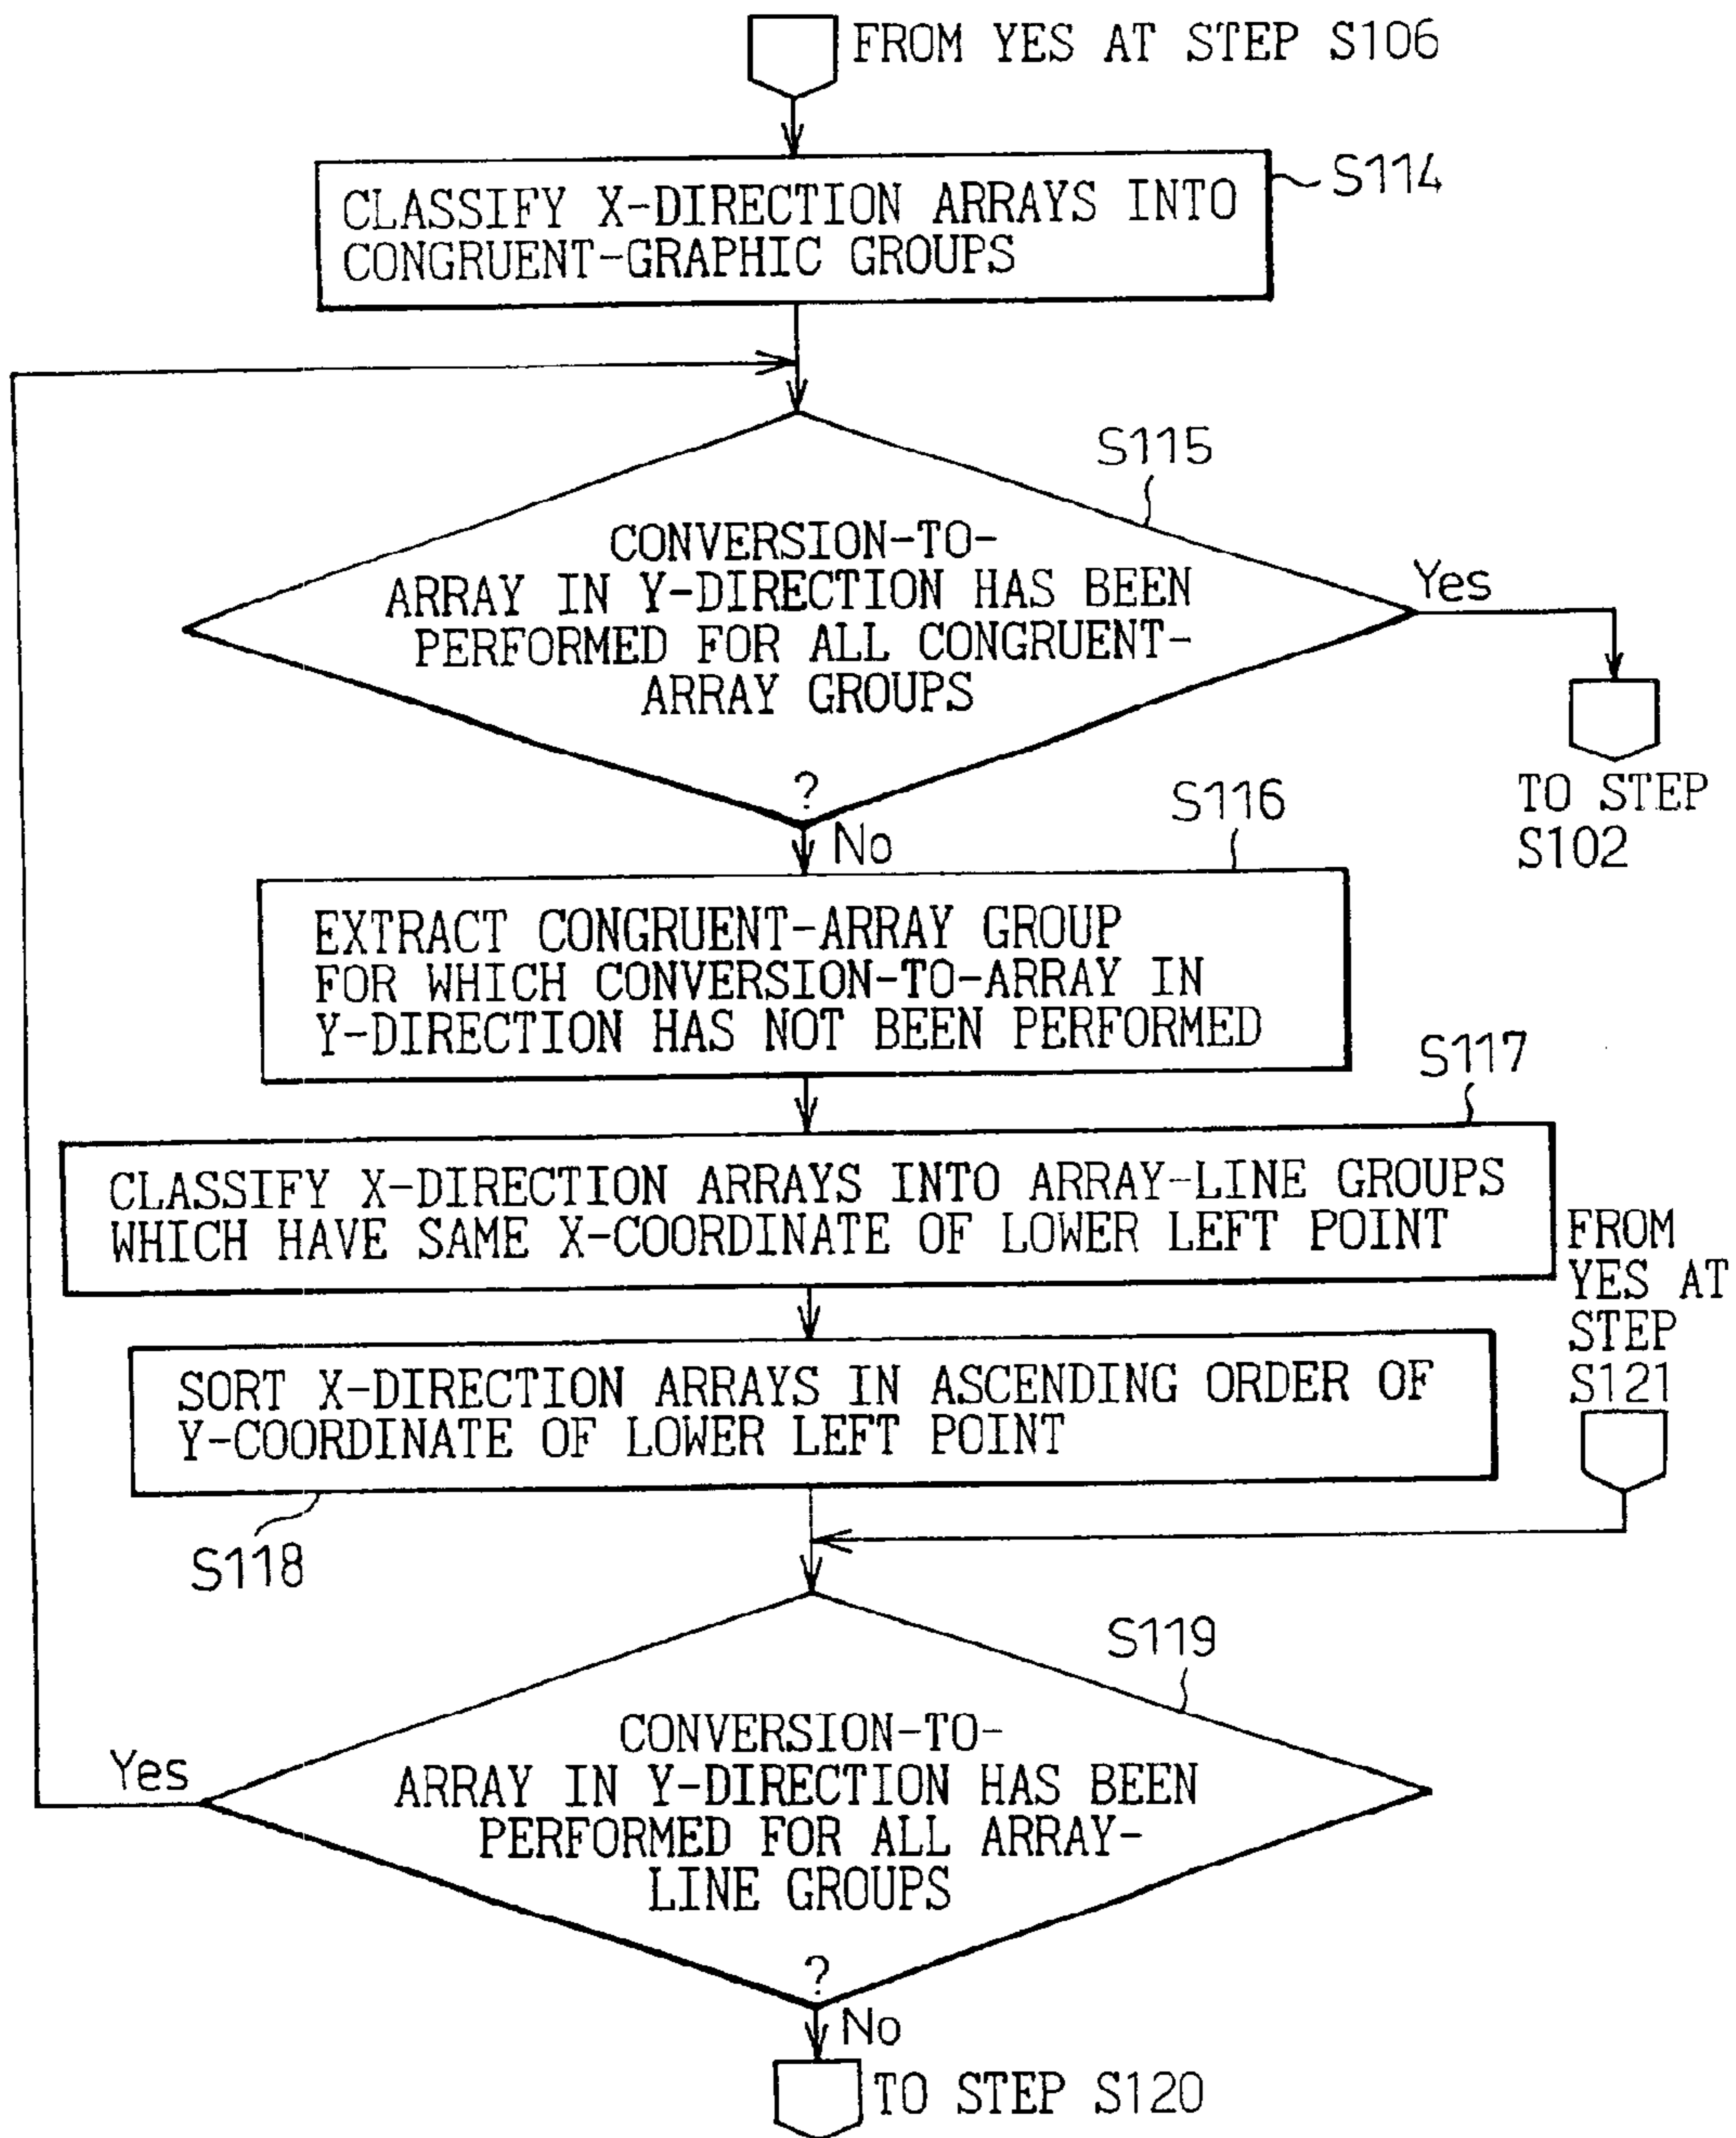 FROM YES AT STEP S106
S114
CLASSIFY X-DIRECTION ARRAYS INTO
CONGRUENT-GRAPHIC GROUPS
S115
CONVERSION-TO-
ARRAY IN Y-DIRECTION HAS BEEN
PERFORMED FOR ALL CONGRUENT-
ARRAY GROUPS
?
Yes
TO STEP
S102
No
S116
EXTRACT CONGRUENT-ARRAY GROUP
FOR WHICH CONVERSION-TO-ARRAY IN
Y-DIRECTION HAS NOT BEEN PERFORMED
S117
CLASSIFY X-DIRECTION ARRAYS INTO ARRAY-LINE GROUPS
WHICH HAVE SAME X-COORDINATE OF LOWER LEFT POINT
FROM
YES AT
STEP
S121
SORT X-DIRECTION ARRAYS IN ASCENDING ORDER OF
Y-COORDINATE OF LOWER LEFT POINT
S118
S119
CONVERSION-TO-
ARRAY IN Y-DIRECTION HAS BEEN
PERFORMED FOR ALL ARRAY-
LINE GROUPS
?
Yes
No
TO STEP S120